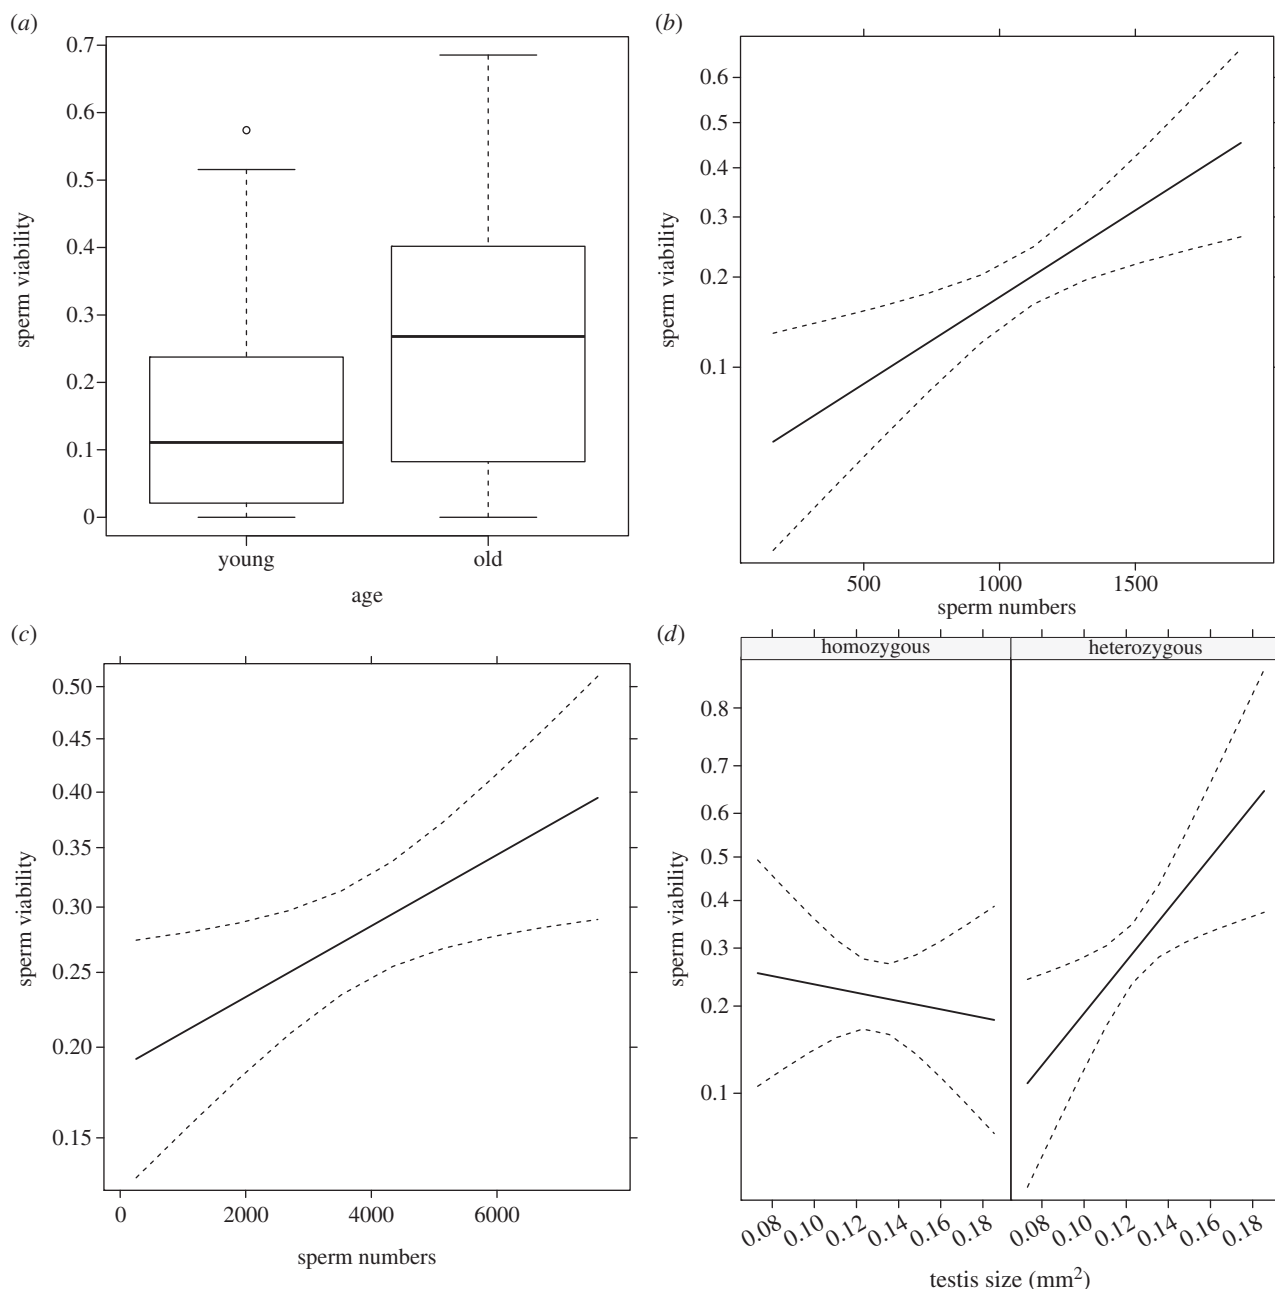 (a)
0.7
0.6
0.5
0.4
0.3
0.2
0.1
0
sperm viability
young old
age
(b)
0.6
0.5
0.4
0.3
0.2
0.1
sperm viability
500 1000 1500
sperm numbers
(c)
0.50
0.45
0.40
0.35
0.30
0.25
0.20
0.15
sperm viability
0 2000 4000 6000
sperm numbers
(d)
homozygous heterozygous
0.8
0.7
0.6
0.5
0.4
0.3
0.2
0.1
sperm viability
0.08 0.10 0.12 0.14 0.16 0.18 0.08 0.10 0.12 0.14 0.16 0.18
testis size (mm²)